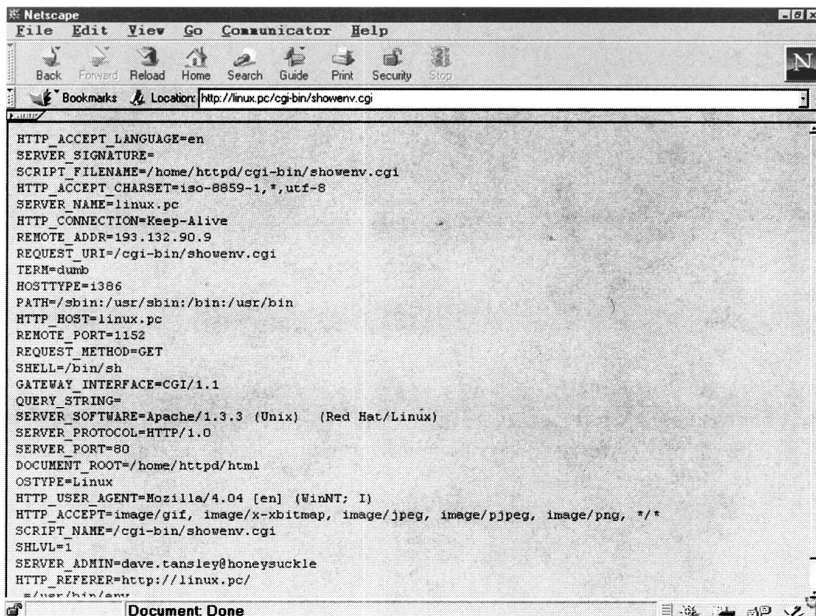 Netscape
File Edit View Go Communicator Help
Back Forward Reload Home Search Guide Print Security Stop
N
Bookmarks Location: http://linux.pc/cgi-bin/showenv.cgi
HTTP_ACCEPT_LANGUAGE=en
SERVER_SIGNATURE=
SCRIPT_FILENAME=/home/httpd/cgi-bin/showenv.cgi
HTTP_ACCEPT_CHARSET=iso-8859-1,*,utf-8
SERVER_NAME=linux.pc
HTTP_CONNECTION=Keep-Alive
REMOTE_ADDR=193.132.90.9
REQUEST_URI=/cgi-bin/showenv.cgi
TERM=dumb
HOSTTYPE=i386
PATH=/sbin:/usr/sbin:/bin:/usr/bin
HTTP_HOST=linux.pc
REMOTE_PORT=1152
REQUEST_METHOD=GET
SHELL=/bin/sh
GATEWAY_INTERFACE=CGI/1.1
QUERY_STRING=
SERVER_SOFTWARE=Apache/1.3.3 (Unix) (Red Hat/Linux)
SERVER_PROTOCOL=HTTP/1.0
SERVER_PORT=80
DOCUMENT_ROOT=/home/httpd/html
OSTYPE=Linux
HTTP_USER_AGENT=Mozilla/4.04 [en] (WinNT; I)
HTTP_ACCEPT=image/gif, image/x-xbitmap, image/jpeg, image/pjpeg, image/png, */*
SCRIPT_NAME=/cgi-bin/showenv.cgi
SHLVL=1
SERVER_ADMIN=dave.tansley@honeysuckle
HTTP_REFERER=http://linux.pc/
_=/usr/bin/env
Document: Done